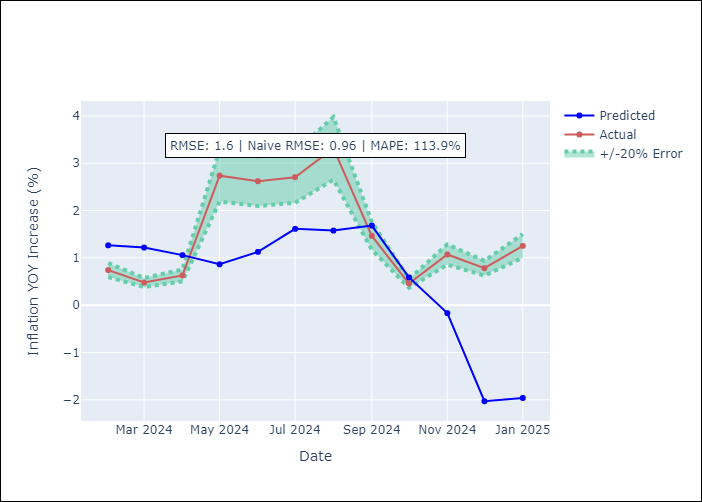 Predicted
Actual
+/-20% Error
RMSE: 1.6 | Naive RMSE: 0.96 | MAPE: 113.9%
4
3
2
1
0
−1
−2
Inflation YOY Increase (%)
Mar 2024
May 2024
Jul 2024
Sep 2024
Nov 2024
Jan 2025
Date